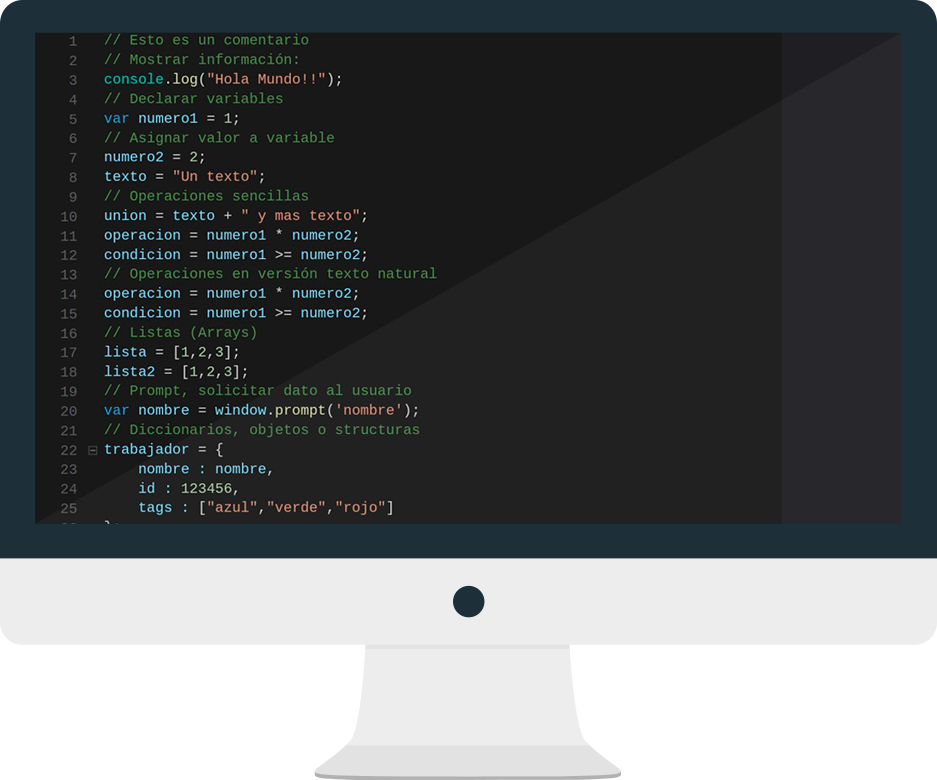 1 // Esto es un comentario
2 // Mostrar información:
3 console.log("Hola Mundo!!");
4 // Declarar variables
5 var numero1 = 1;
6 // Asignar valor a variable
7 numero2 = 2;
8 texto = "Un texto";
9 // Operaciones sencillas
10 union = texto + " y mas texto";
11 operacion = numero1 * numero2;
12 condicion = numero1 >= numero2;
13 // Operaciones en versión texto natural
14 operacion = numero1 * numero2;
15 condicion = numero1 >= numero2;
16 // Listas (Arrays)
17 lista = [1,2,3];
18 lista2 = [1,2,3];
19 // Prompt, solicitar dato al usuario
20 var nombre = window.prompt('nombre');
21 // Diccionarios, objetos o structuras
22 trabajador = {
23 nombre : nombre,
24 id : 123456,
25 tags : ["azul","verde","rojo"]